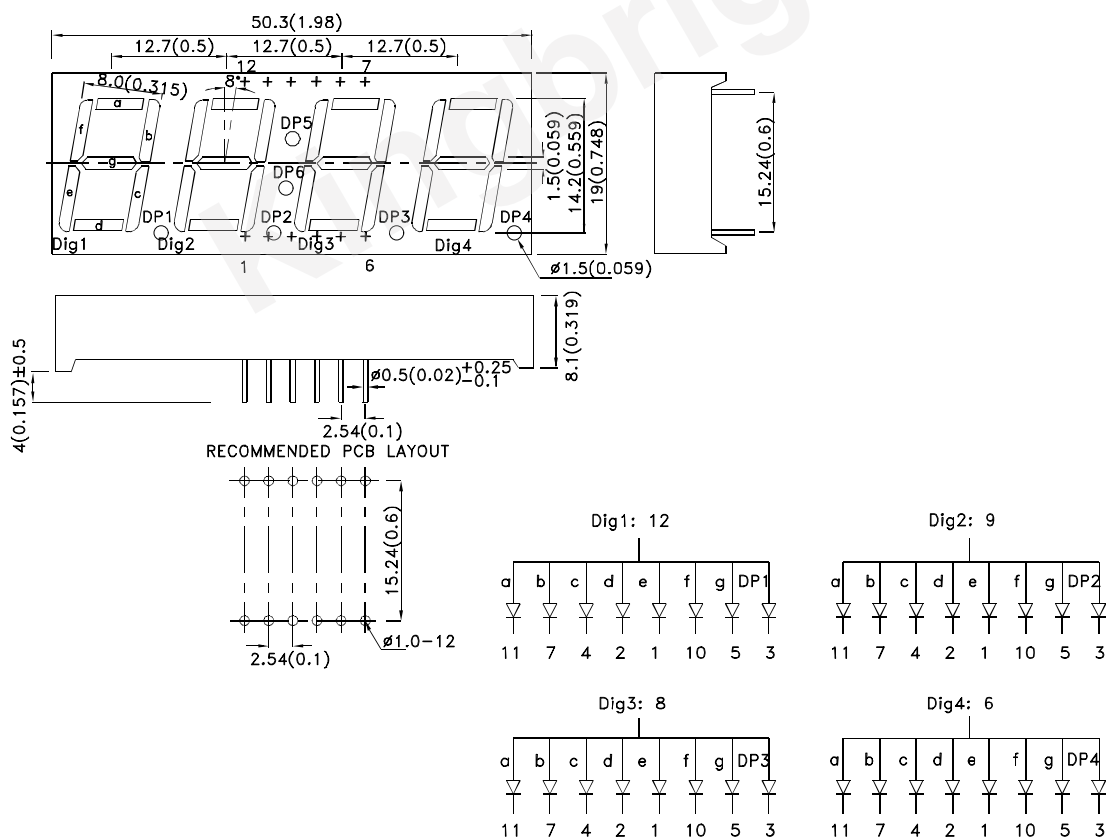 50.3(1.98)
12.7(0.5) 12.7(0.5) 12.7(0.5)
12 7
8.0(0.315) 8°
a
f b
g
e c
d
DP5
DP6
DP1 DP2 DP3 DP4
Dig1 Dig2 Dig3 Dig4
1 6
ø1.5(0.059)
1.5(0.059)
14.2(0.559)
19(0.748)
15.24(0.6)
8.1(0.319)
4(0.157)±0.5
ø0.5(0.02) +0.25 -0.1
2.54(0.1)
RECOMMENDED PCB LAYOUT
15.24(0.6)
ø1.0-12
2.54(0.1)
Dig1: 12
a b c d e f g DP1
11 7 4 2 1 10 5 3
Dig2: 9
a b c d e f g DP2
11 7 4 2 1 10 5 3
Dig3: 8
a b c d e f g DP3
11 7 4 2 1 10 5 3
Dig4: 6
a b c d e f g DP4
11 7 4 2 1 10 5 3
Kingbrig